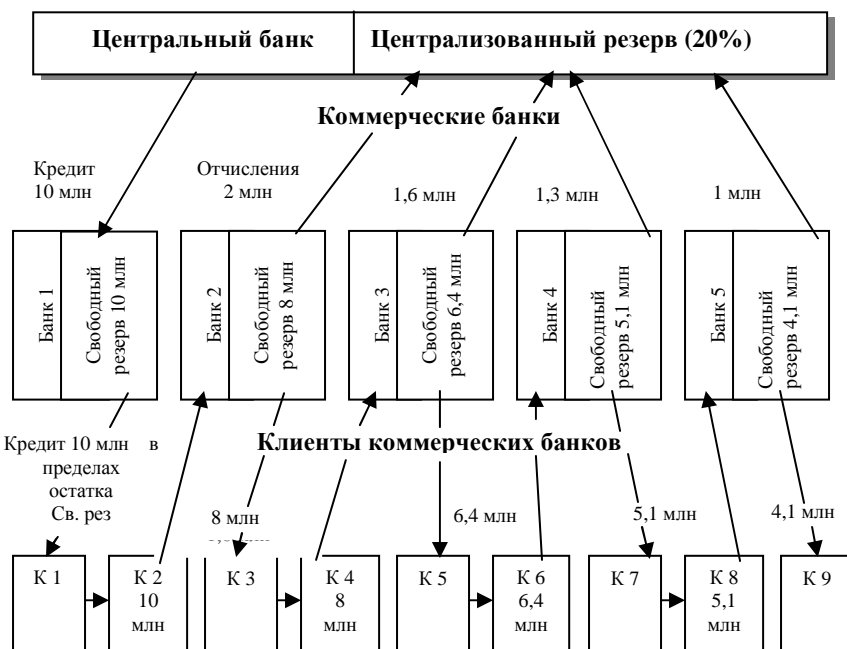 Центральный банк
Централизованный резерв (20%)
Коммерческие банки
Кредит
10 млн
Отчисления
2 млн
1,6 млн
1,3 млн
1 млн
Банк 1
Свободный
резерв 10 млн
Банк 2
Свободный
резерв 8 млн
Банк 3
Свободный
резерв 6,4 млн
Банк 4
Свободный
резерв 5,1 млн
Банк 5
Свободный
резерв 4,1 млн
Клиенты коммерческих банков
Кредит 10 млн в
пределах
остатка
Св. рез
8 млн
6,4 млн
5,1 млн
4,1 млн
К 1
К 2
10
млн
К 3
К 4
8
млн
К 5
К 6
6,4
млн
К 7
К 8
5,1
млн
К 9